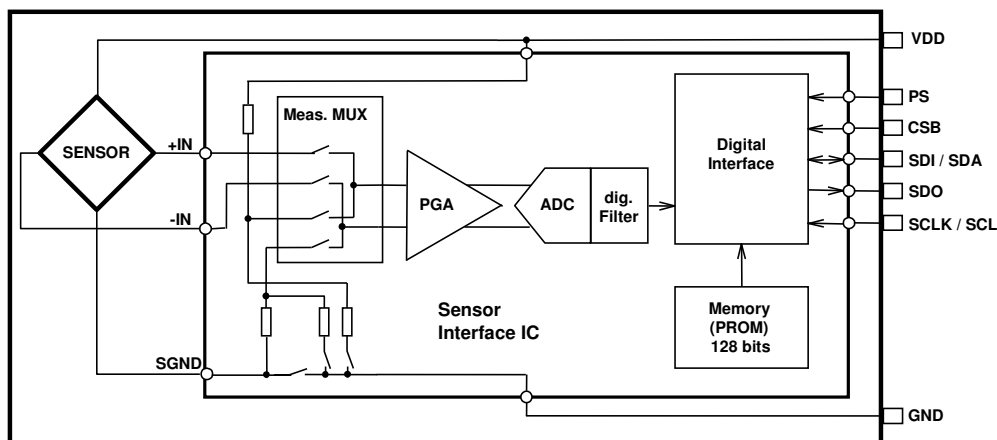 VDD
PS
Meas. MUX
CSB
+IN
SENSOR
Digital
Interface
SDI / SDA
PGA
ADC
dig.
Filter
SDO
-IN
SCLK / SCL
Sensor
Interface IC
Memory
(PROM)
128 bits
SGND
GND